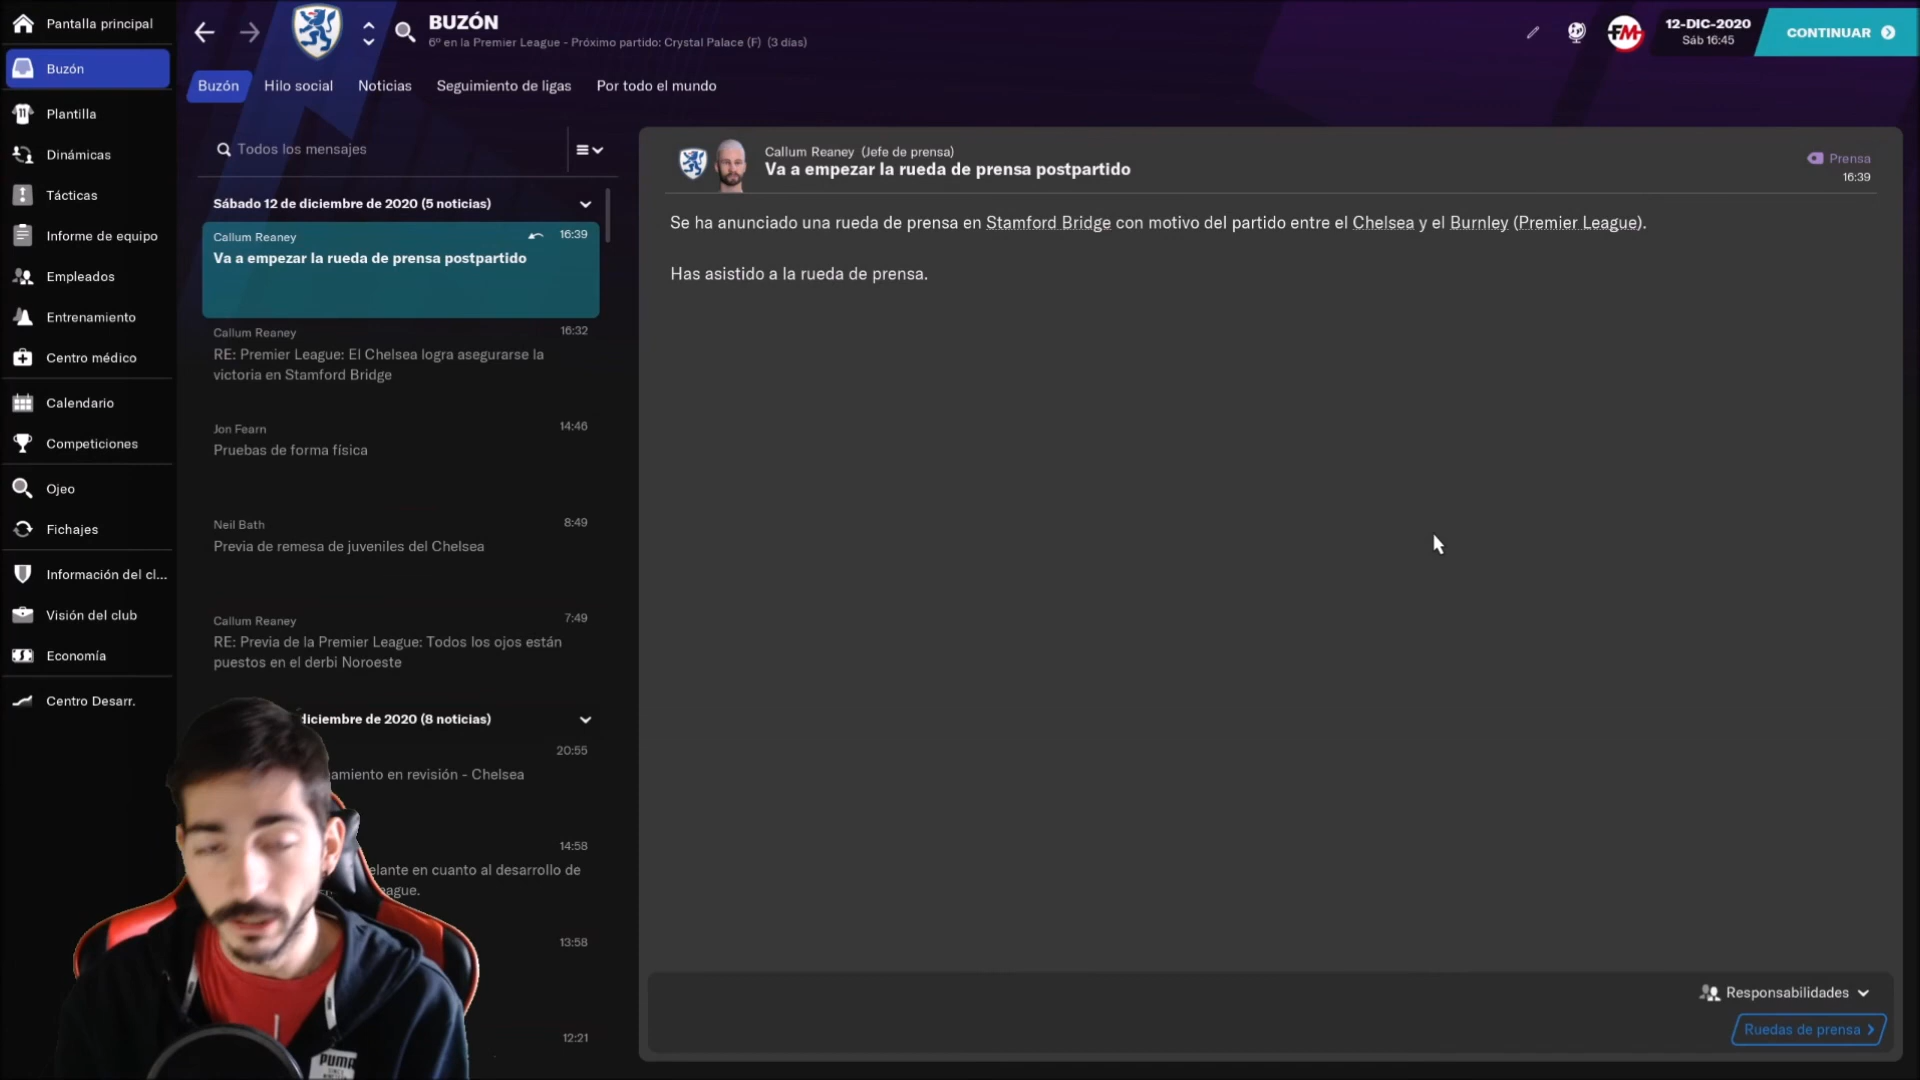 Pantalla principal
Buzón
Plantilla
Dinámicas
Tácticas
Informe de equipo
Empleados
Entrenamiento
Centro médico
Calendario
Competiciones
Ojeo
Fichajes
Información del cl...
Visión del club
Economía
Centro Desarr.
BUZÓN
6º en la Premier League - Próximo partido: Crystal Palace (F) (3 días)
FM
12-DIC-2020
Sáb 16:45
CONTINUAR
Buzón
Hilo social
Noticias
Seguimiento de ligas
Por todo el mundo
Todos los mensajes
Sábado 12 de diciembre de 2020 (5 noticias)
Callum Reaney
16:39
Va a empezar la rueda de prensa postpartido
Callum Reaney
16:32
RE: Premier League: El Chelsea logra asegurarse la
victoria en Stamford Bridge
Jon Fearn
14:46
Pruebas de forma física
Neil Bath
8:49
Previa de remesa de juveniles del Chelsea
Callum Reaney
7:49
RE: Previa de la Premier League: Todos los ojos están
puestos en el derbi Noroeste
diciembre de 2020 (8 noticias)
20:55
amiento en revisión - Chelsea
14:58
elante en cuanto al desarrollo de
eague.
13:58
12:21
PUMA
Callum Reaney (Jefe de prensa)
Va a empezar la rueda de prensa postpartido
Prensa
16:39
Se ha anunciado una rueda de prensa en Stamford Bridge con motivo del partido entre el Chelsea y el Burnley (Premier League).
Has asistido a la rueda de prensa.
Responsabilidades
Ruedas de prensa